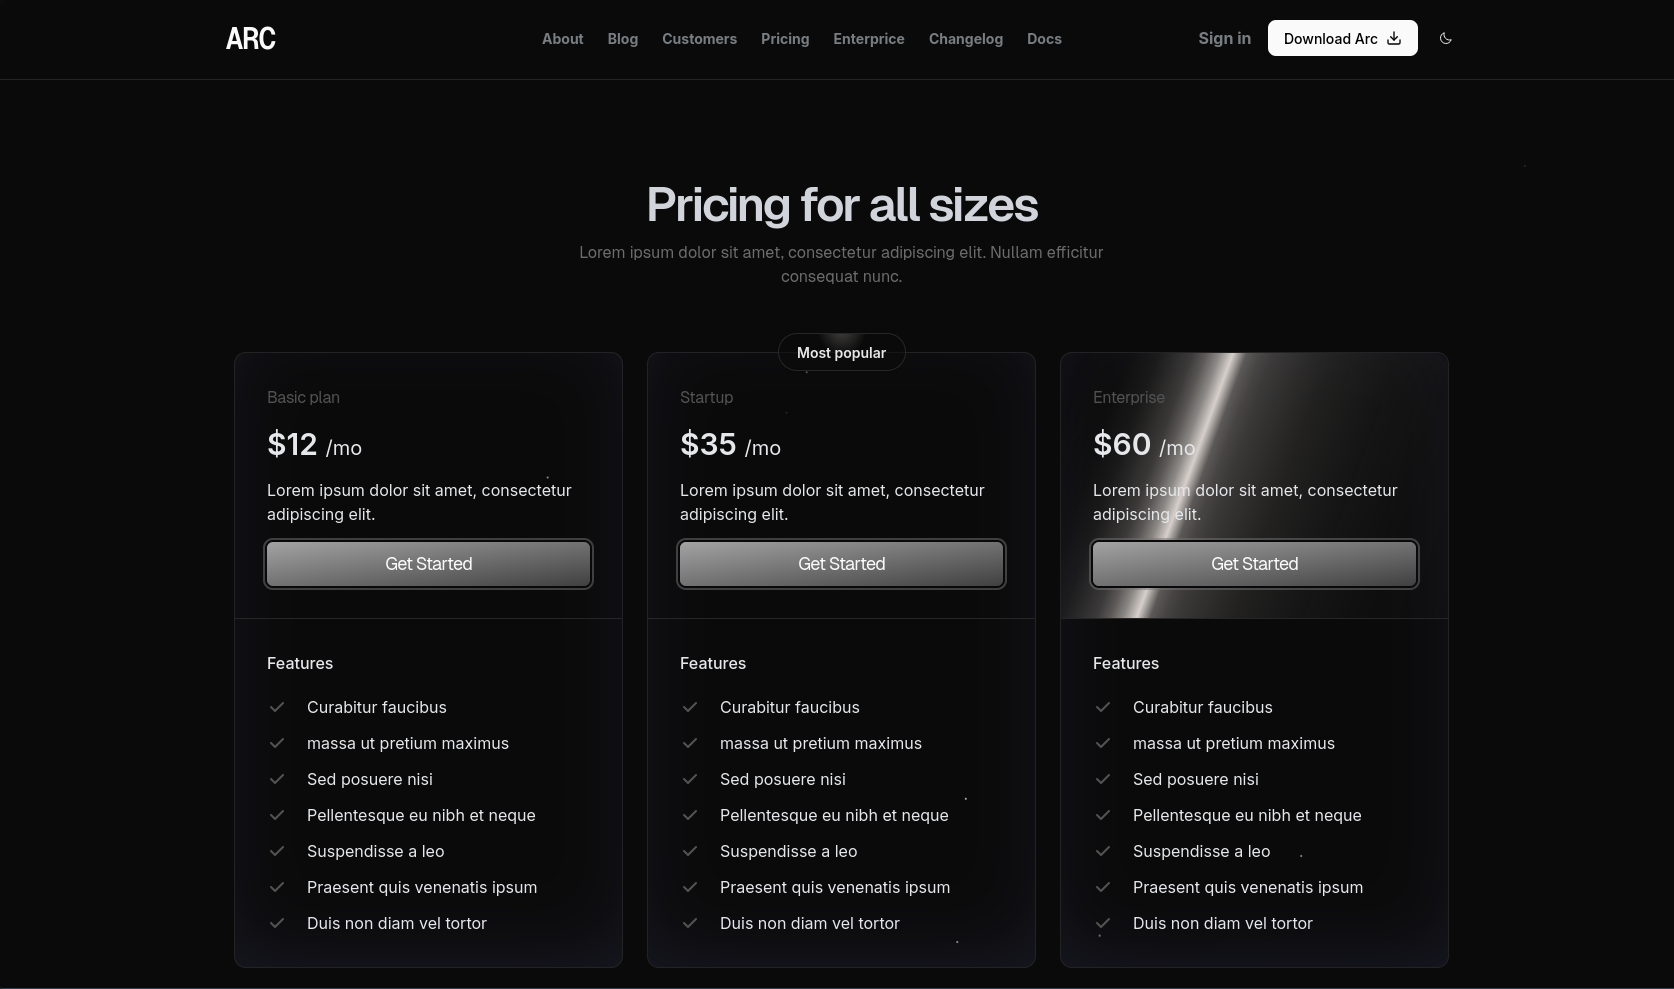 ARC
About Blog Customers Pricing Enterprice Changelog Docs
Sign in Download Arc
Pricing for all sizes
Lorem ipsum dolor sit amet, consectetur adipiscing elit. Nullam efficitur
consequat nunc.
Basic plan
$12 /mo
Lorem ipsum dolor sit amet, consectetur
adipiscing elit.
Get Started
Features
Curabitur faucibus
massa ut pretium maximus
Sed posuere nisi
Pellentesque eu nibh et neque
Suspendisse a leo
Praesent quis venenatis ipsum
Duis non diam vel tortor
Most popular
Startup
$35 /mo
Lorem ipsum dolor sit amet, consectetur
adipiscing elit.
Get Started
Features
Curabitur faucibus
massa ut pretium maximus
Sed posuere nisi
Pellentesque eu nibh et neque
Suspendisse a leo
Praesent quis venenatis ipsum
Duis non diam vel tortor
Enterprise
$60 /mo
Lorem ipsum dolor sit amet, consectetur
adipiscing elit.
Get Started
Features
Curabitur faucibus
massa ut pretium maximus
Sed posuere nisi
Pellentesque eu nibh et neque
Suspendisse a leo
Praesent quis venenatis ipsum
Duis non diam vel tortor